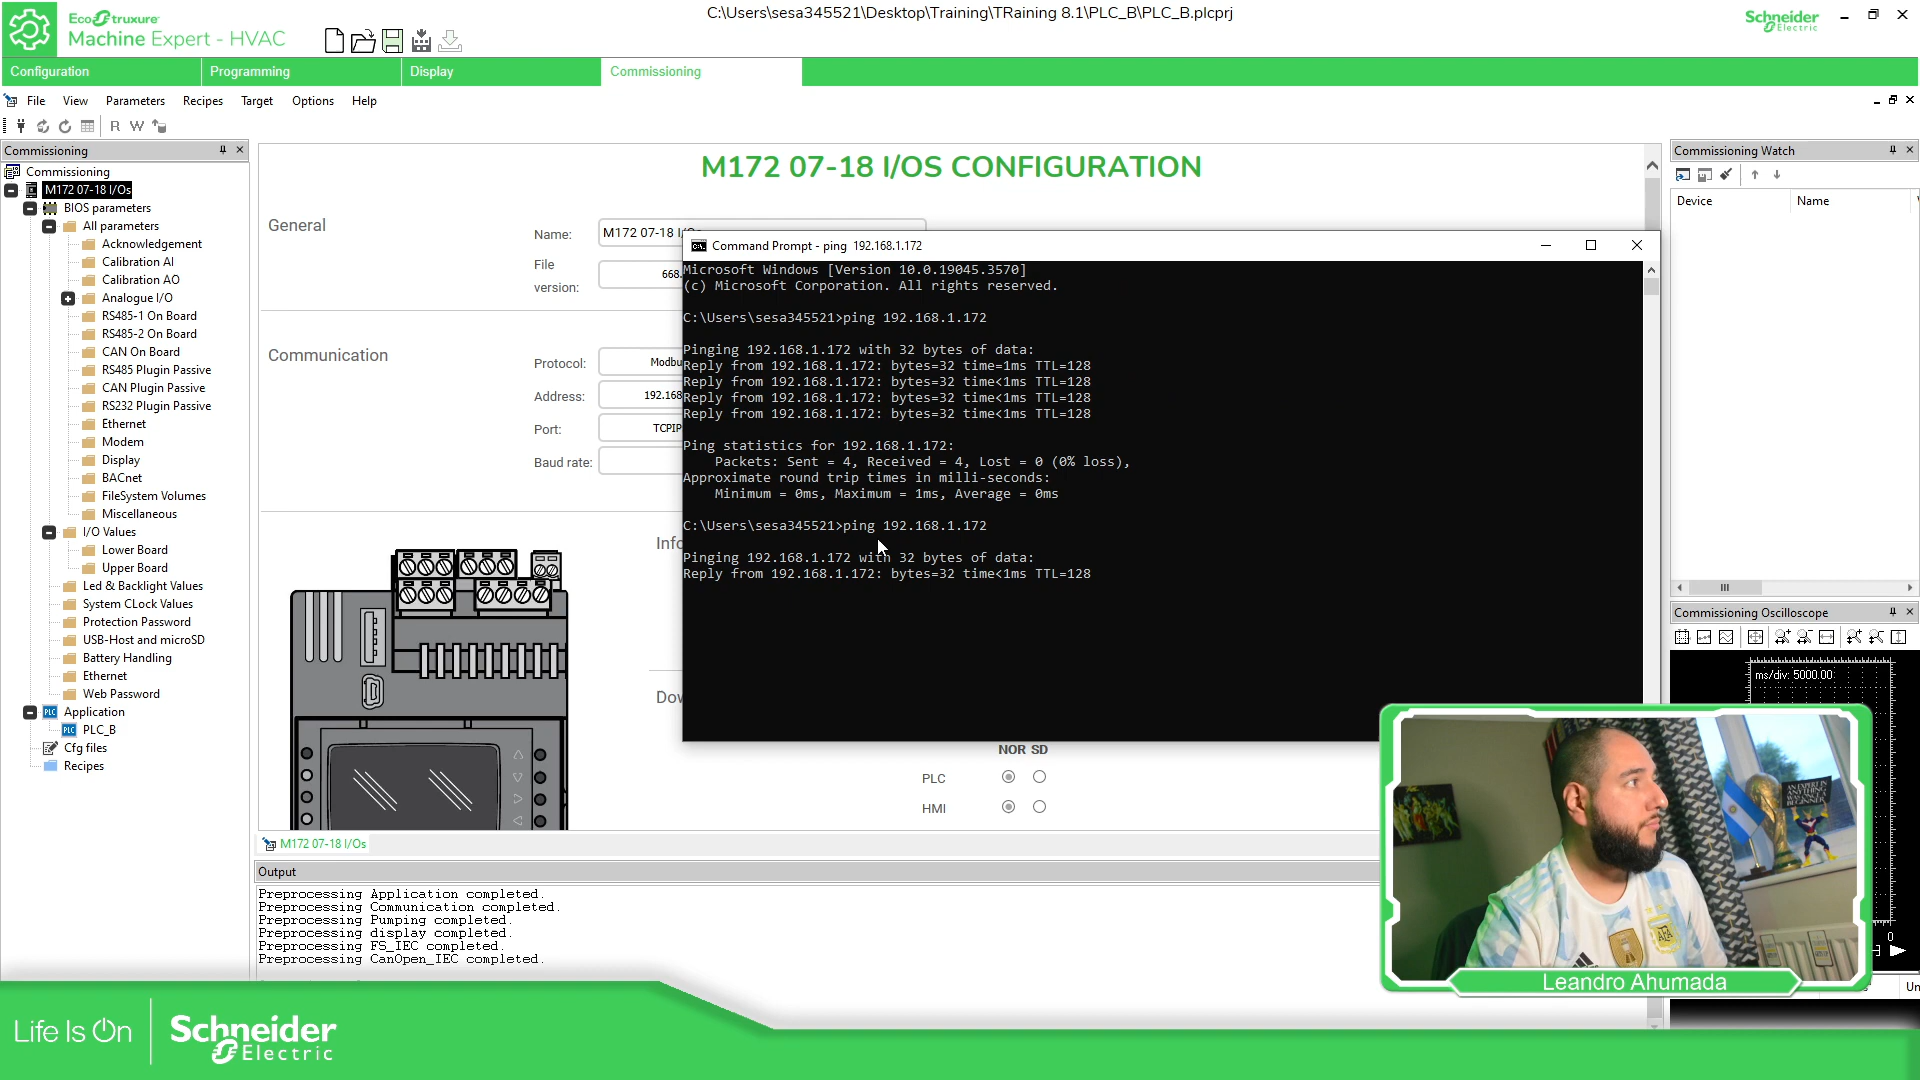 EcoStruxure
Machine Expert - HVAC
C:\Users\sesa345521\Desktop\Training\TRaining 8.1\PLC_B\PLC_B.plcprj
Schneider
Electric
Configuration
Programming
Display
Commissioning
File
View
Parameters
Recipes
Target
Options
Help
R W
Commissioning
Commissioning
M172 07-18 I/Os
BIOS parameters
All parameters
Acknowledgement
Calibration AI
Calibration AO
Analogue I/O
RS485-1 On Board
RS485-2 On Board
CAN On Board
RS485 Plugin Passive
CAN Plugin Passive
RS232 Plugin Passive
Ethernet
Modem
Display
BACnet
FileSystem Volumes
Miscellaneous
I/O Values
Lower Board
Upper Board
Led & Backlight Values
System CLock Values
Protection Password
USB-Host and microSD
Battery Handling
Ethernet
Web Password
PLC Application
PLC PLC_B
Cfg files
Recipes
M172 07-18 I/OS CONFIGURATION
General
Name:
M172 07-18 I/Os
File
version:
668.
Communication
Protocol:
Modbu
Address:
192.168
Port:
TCPIP
Baud rate:
Info
Dow
NOR SD
PLC
HMI
Command Prompt - ping 192.168.1.172
Microsoft Windows [Version 10.0.19045.3570]
(c) Microsoft Corporation. All rights reserved.
C:\Users\sesa345521>ping 192.168.1.172
Pinging 192.168.1.172 with 32 bytes of data:
Reply from 192.168.1.172: bytes=32 time=1ms TTL=128
Reply from 192.168.1.172: bytes=32 time<1ms TTL=128
Reply from 192.168.1.172: bytes=32 time<1ms TTL=128
Reply from 192.168.1.172: bytes=32 time<1ms TTL=128
Ping statistics for 192.168.1.172:
Packets: Sent = 4, Received = 4, Lost = 0 (0% loss),
Approximate round trip times in milli-seconds:
Minimum = 0ms, Maximum = 1ms, Average = 0ms
C:\Users\sesa345521>ping 192.168.1.172
Pinging 192.168.1.172 with 32 bytes of data:
Reply from 192.168.1.172: bytes=32 time<1ms TTL=128
Commissioning Watch
Device
Name
Commissioning Oscilloscope
ms/div: 5000.00
0
Un
M172 07-18 I/Os
Output
Preprocessing Application completed.
Preprocessing Communication completed.
Preprocessing Pumping completed.
Preprocessing display completed.
Preprocessing FS_IEC completed.
Preprocessing CanOpen_IEC completed.
AN EXPERT IN
ANYTHING
WAS ONCE A
BEGINNER
AFA
Leandro Ahumada
Life Is On
Schneider
Electric